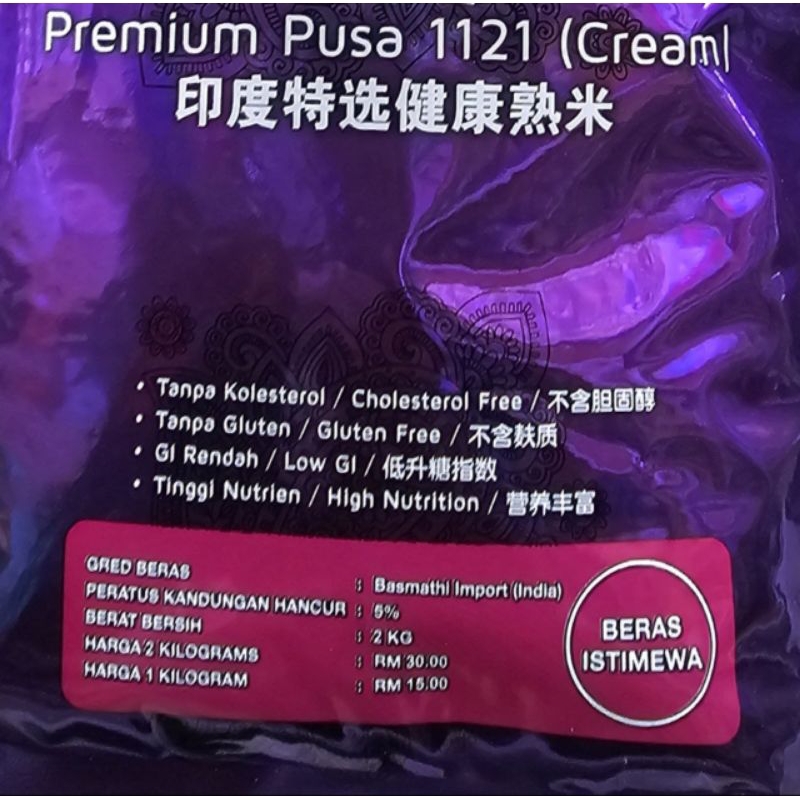 Premium Pusa 1121 (Cream)
印度特选健康熟米
• Tanpa Kolesterol / Cholesterol Free / 不含胆固醇
• Tanpa Gluten / Gluten Free / 不含麸质
• GI Rendah / Low GI / 低升糖指数
• Tinggi Nutrien / High Nutrition / 营养丰富
GRED BERAS : Basmathi Import (India)
PERATUS KANDUNGAN HANCUR : 5%
BERAT BERSIH : 2 KG
HARGA 2 KILOGRAMS : RM 30.00
HARGA 1 KILOGRAM : RM 15.00
BERAS
ISTIMEWA